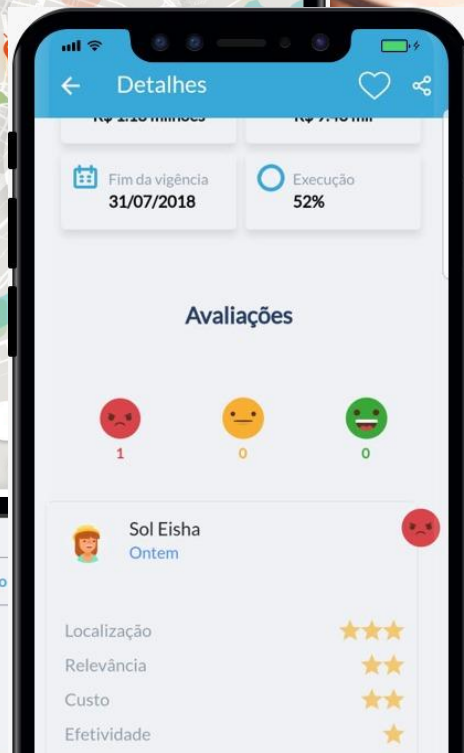 Detalhes
Fim da vigência
31/07/2018
Execução
52%
Avaliações
1
0
0
Sol Eisha
Ontem
Localização
Relevância
Custo
Efetividade